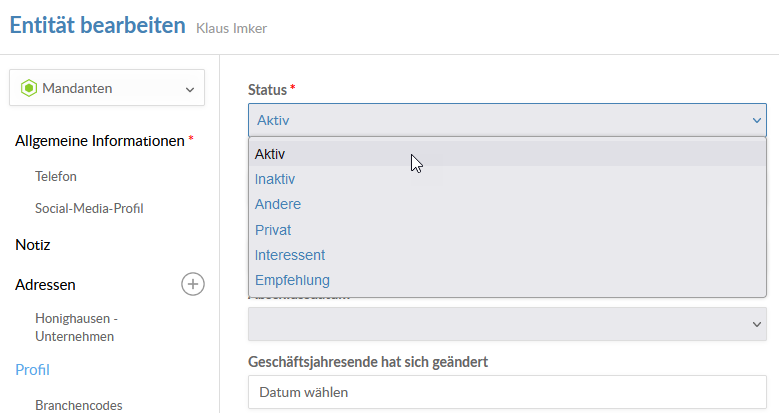 Entität bearbeiten Klaus Imker
Mandanten
Allgemeine Informationen *
Telefon
Social-Media-Profil
Notiz
Adressen
Honighausen -
Unternehmen
Profil
Branchencodes
Status *
Aktiv
Aktiv
Inaktiv
Andere
Privat
Interessent
Empfehlung
Geschäftsjahresende hat sich geändert
Datum wählen